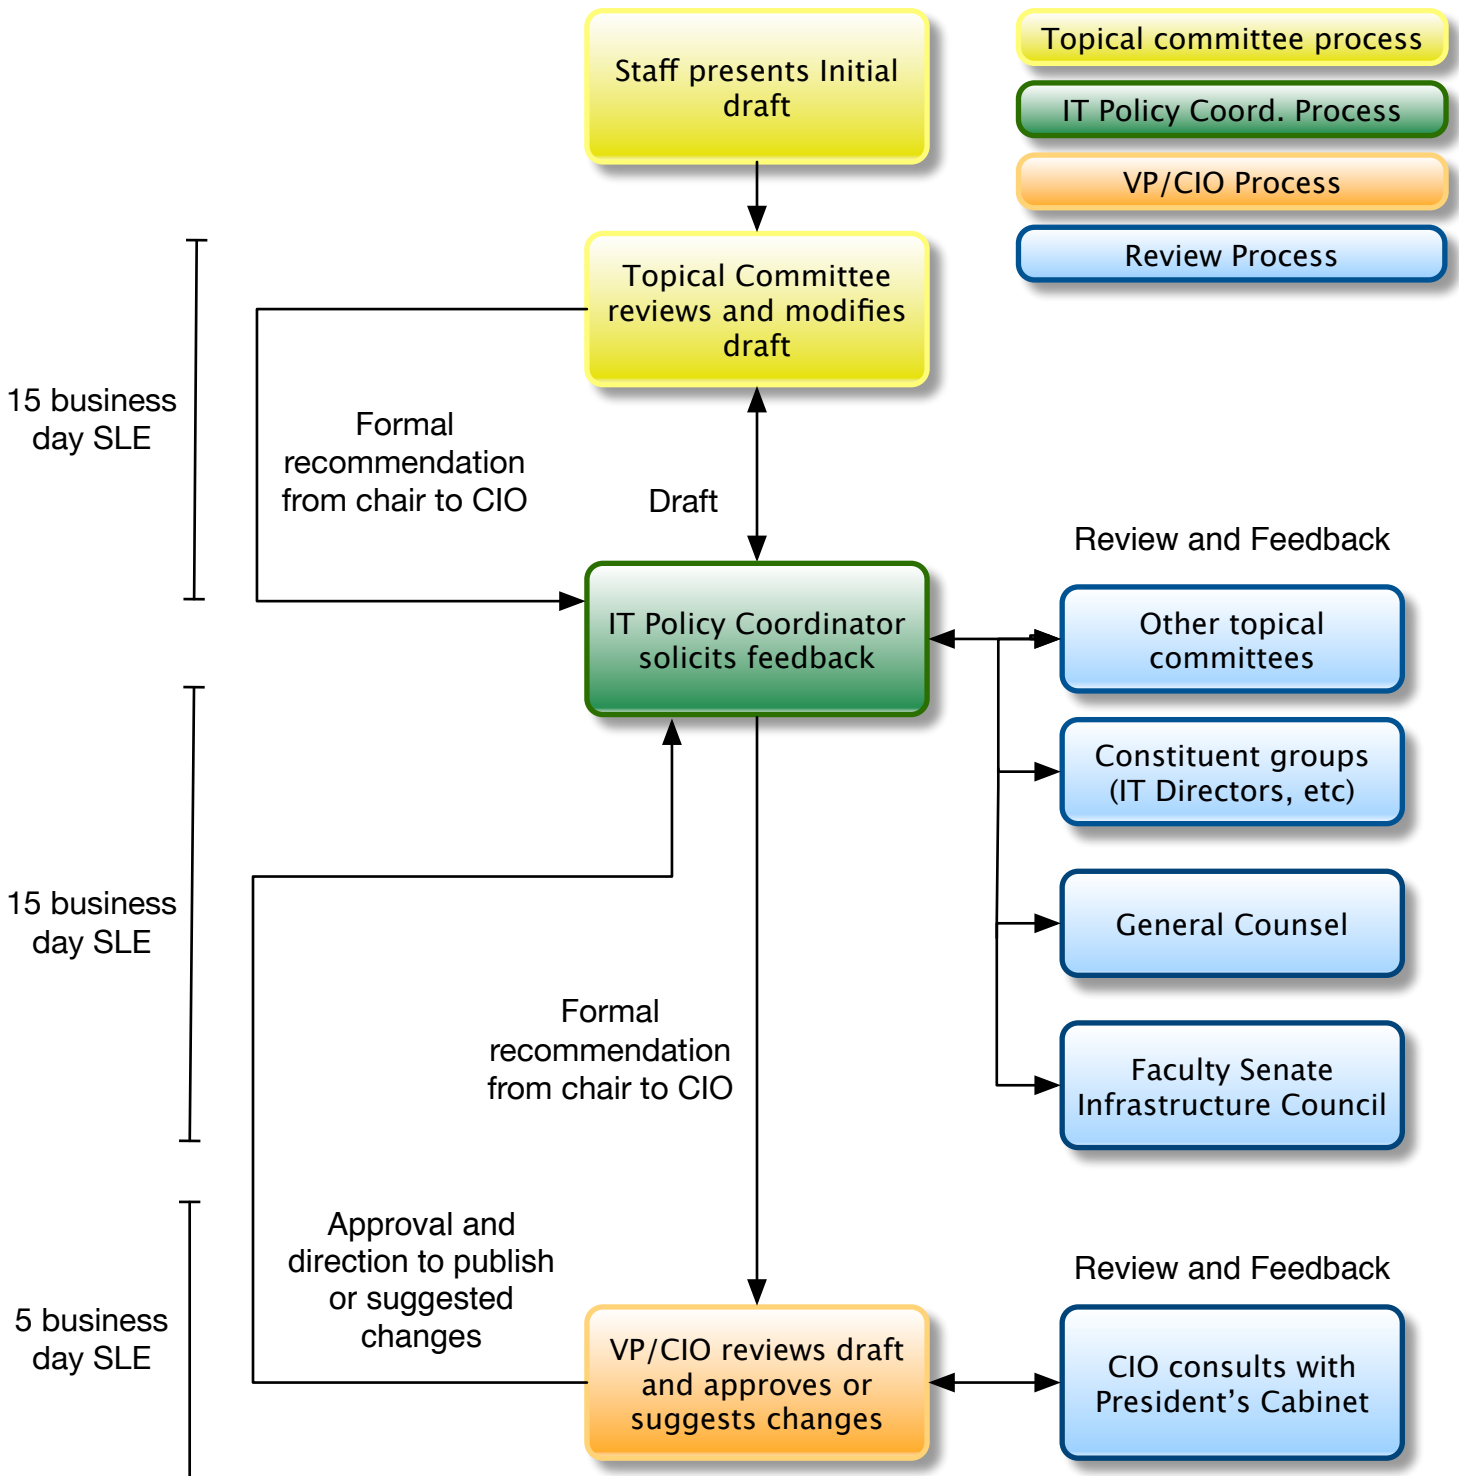 Staff presents Initial
draft
Topical committee process
IT Policy Coord. Process
VP/CIO Process
Review Process
Topical Committee
reviews and modifies
draft
15 business
day SLE
Formal
recommendation
from chair to CIO
Draft
Review and Feedback
IT Policy Coordinator
solicits feedback
Other topical
committees
Constituent groups
(IT Directors, etc)
General Counsel
Faculty Senate
Infrastructure Council
15 business
day SLE
Formal
recommendation
from chair to CIO
Approval and
direction to publish
or suggested
changes
Review and Feedback
5 business
day SLE
VP/CIO reviews draft
and approves or
suggests changes
CIO consults with
President's Cabinet